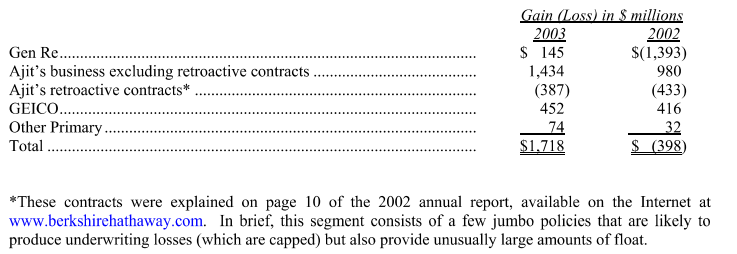 Gain (Loss) in $ millions
2003 2002
Gen Re.................................................................................................... $ 145 $(1,393)
Ajit's business excluding retroactive contracts ....................................... 1,434 980
Ajit's retroactive contracts* .................................................................... (387) (433)
GEICO.................................................................................................... 452 416
Other Primary......................................................................................... 74 32
Total ....................................................................................................... $1,718 $ (398)
*These contracts were explained on page 10 of the 2002 annual report, available on the Internet at
www.berkshirehathaway.com. In brief, this segment consists of a few jumbo policies that are likely to
produce underwriting losses (which are capped) but also provide unusually large amounts of float.